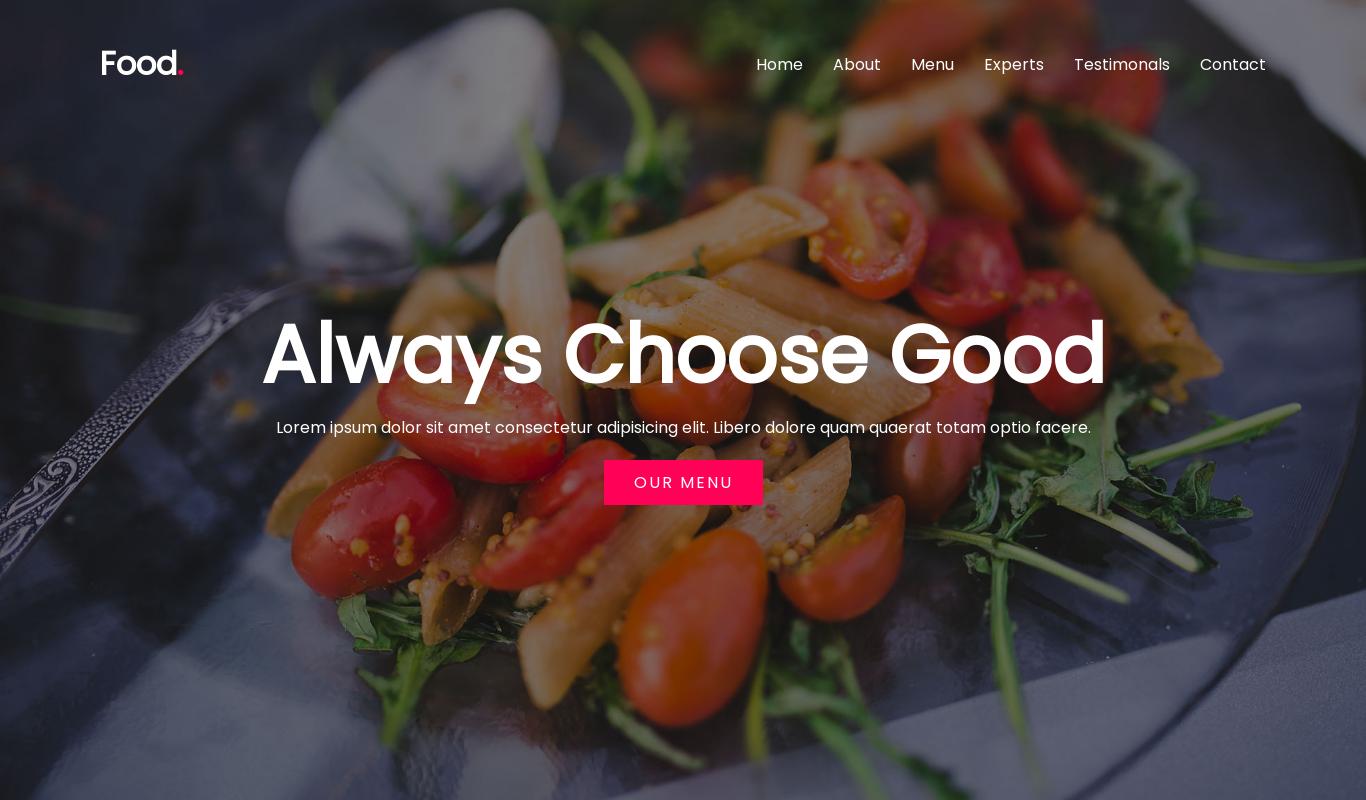 Food.
Home About Menu Experts Testimonals Contact
Always Choose Good
Lorem ipsum dolor sit amet consectetur adipisicing elit. Libero dolore quam quaerat totam optio facere.
OUR MENU